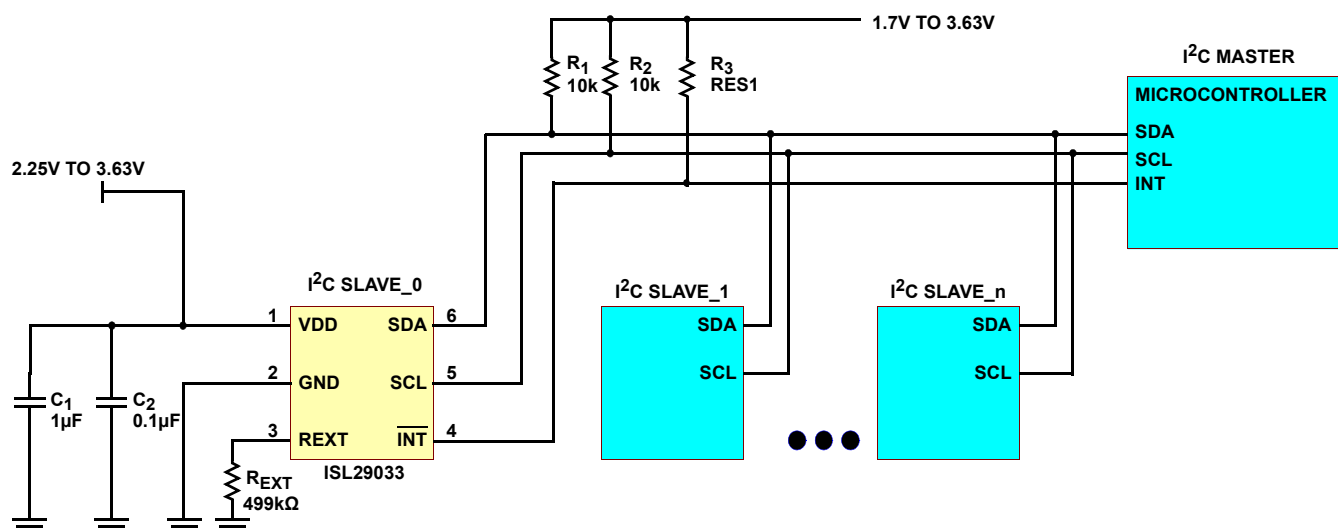 1.7V TO 3.63V
R1
10k
R2
10k
R3
RES1
I²C MASTER
MICROCONTROLLER
SDA
SCL
INT
2.25V TO 3.63V
I²C SLAVE_0
1
VDD
SDA
6
2
GND
SCL
5
3
REXT
INT
4
ISL29033
C1
1µF
C2
0.1µF
REXT
499kΩ
I²C SLAVE_1
SDA
SCL
I²C SLAVE_n
SDA
SCL